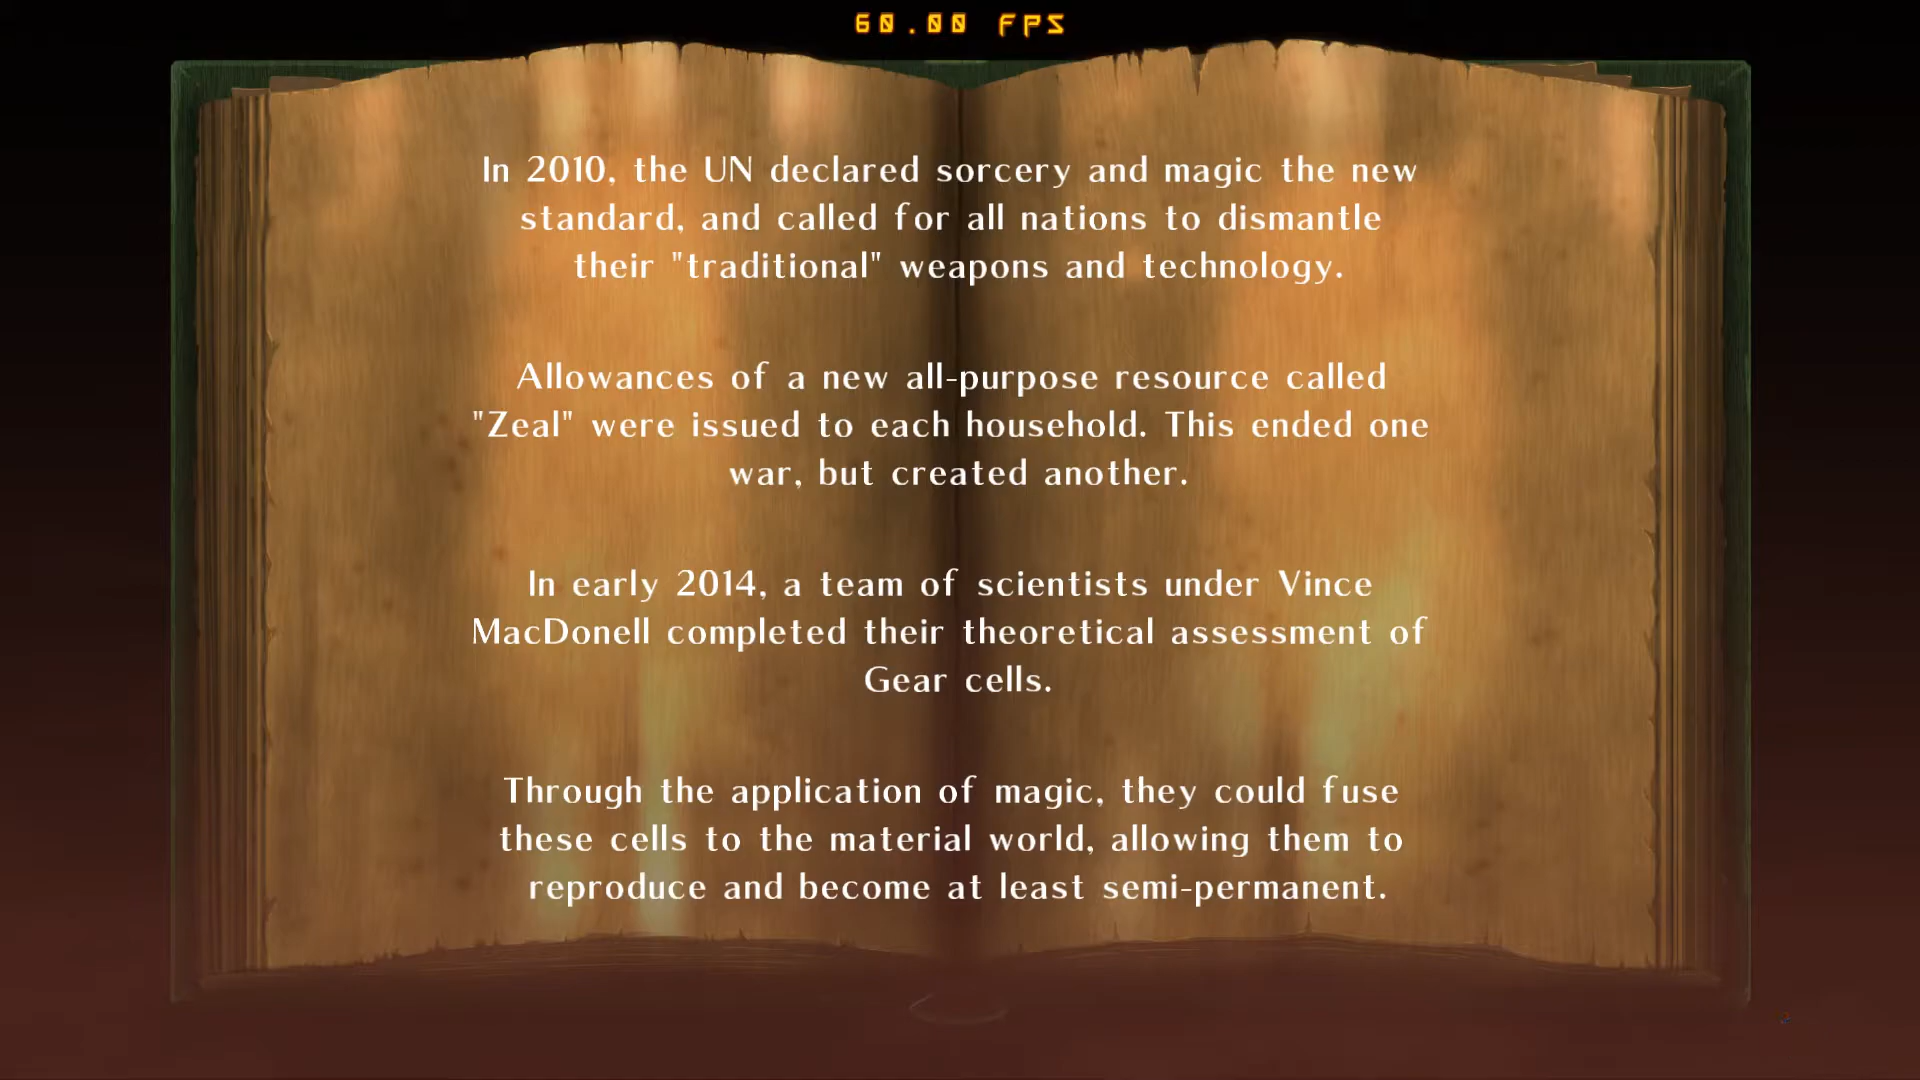 60.00 FPS
In 2010, the UN declared sorcery and magic the new
standard, and called for all nations to dismantle
their "traditional" weapons and technology.
Allowances of a new all-purpose resource called
"Zeal" were issued to each household. This ended one
war, but created another.
In early 2014, a team of scientists under Vince
MacDonell completed their theoretical assessment of
Gear cells.
Through the application of magic, they could fuse
these cells to the material world, allowing them to
reproduce and become at least semi-permanent.